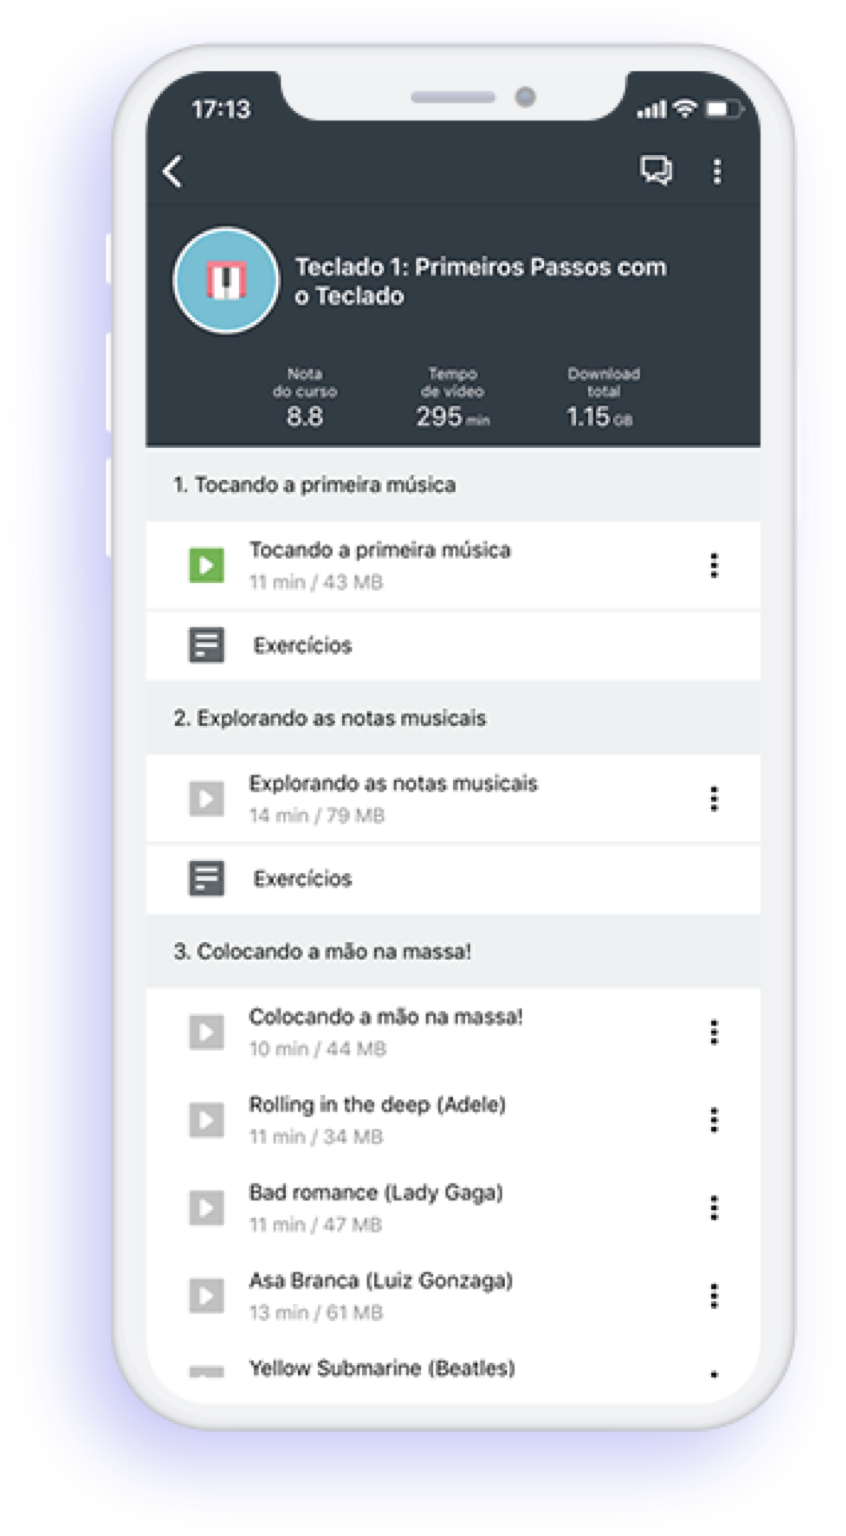 17:13
Teclado 1: Primeiros Passos com
o Teclado
Nota
do curso
8.8
Tempo
de vídeo
295 min
Download
total
1.15 GB
1. Tocando a primeira música
Tocando a primeira música
11 min / 43 MB
Exercícios
2. Explorando as notas musicais
Explorando as notas musicais
14 min / 79 MB
Exercícios
3. Colocando a mão na massa!
Colocando a mão na massa!
10 min / 44 MB
Rolling in the deep (Adele)
11 min / 34 MB
Bad romance (Lady Gaga)
11 min / 47 MB
Asa Branca (Luiz Gonzaga)
13 min / 61 MB
Yellow Submarine (Beatles)